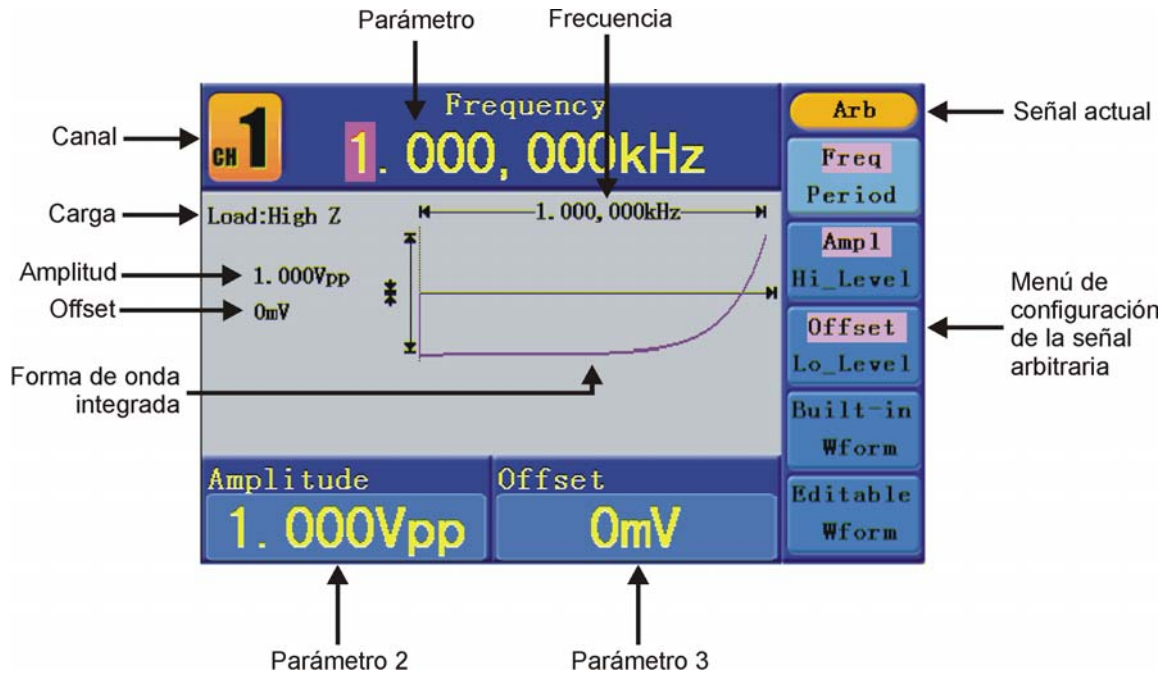 Parámetro
Frecuencia
Canal
CH 1
Frequency
1.000,000kHz
Arb
Señal actual
Freq
Period
Carga
Load:High Z
1.000,000kHz
Amplitud
1.000Vpp
Offset
0mV
Ampl
Hi_Level
Offset
Lo_Level
Menú de
configuración
de la señal
arbitraria
Forma de onda
integrada
Built-in
Wform
Amplitude
1.000Vpp
Offset
0mV
Editable
Wform
Parámetro 2
Parámetro 3